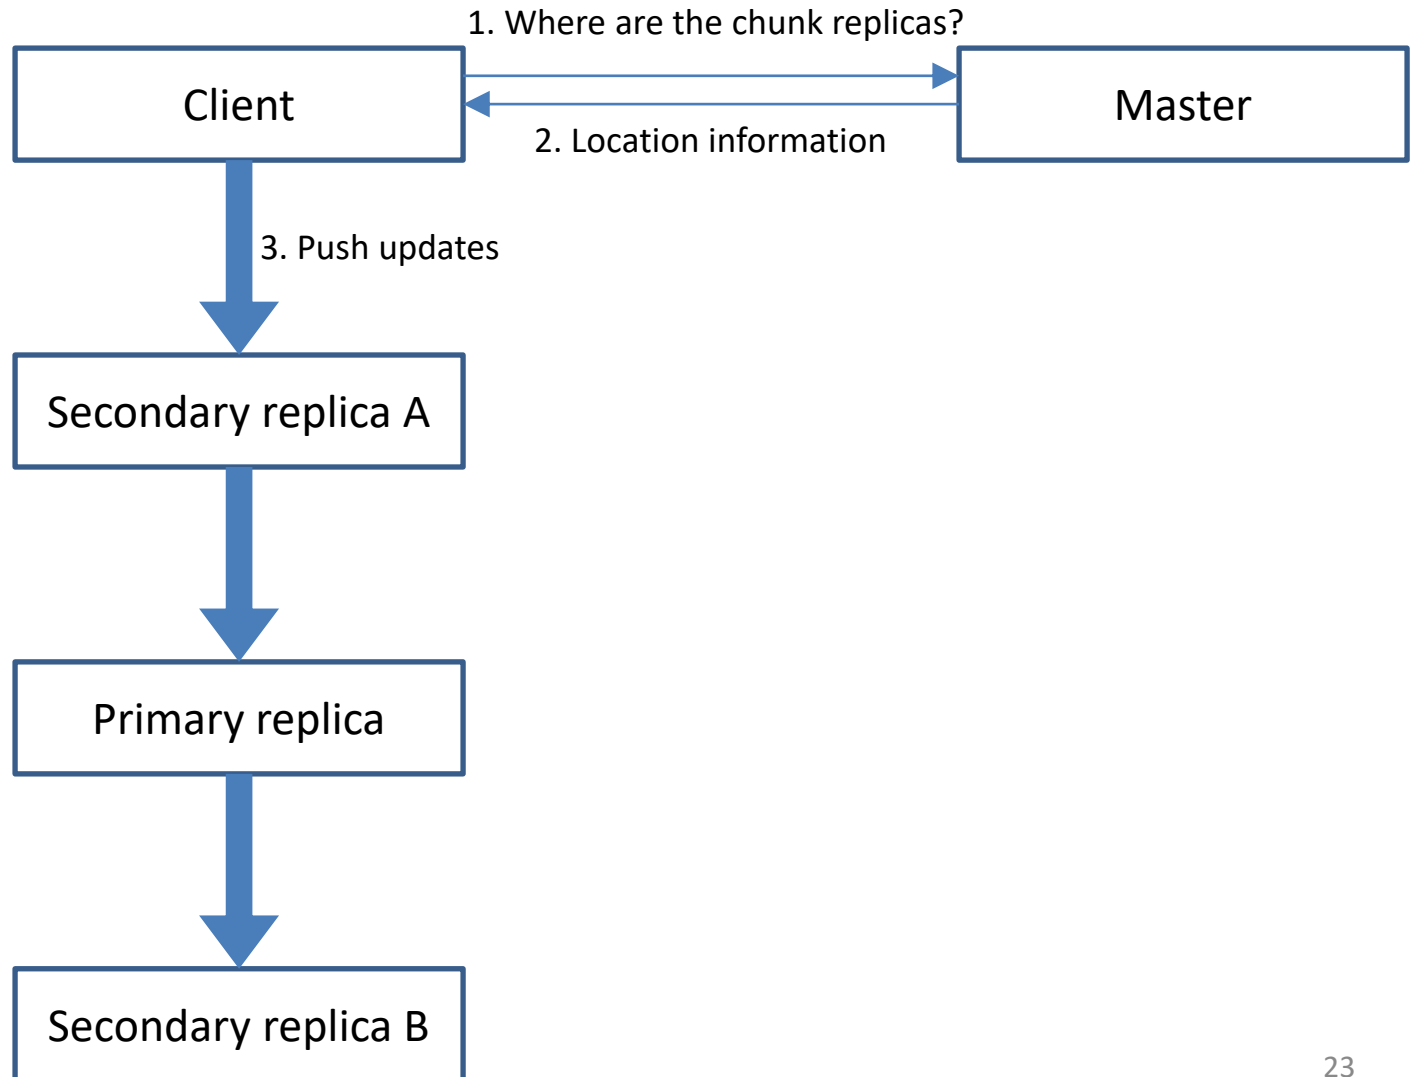 1. Where are the chunk replicas?
Client
Master
2. Location information
3. Push updates
Secondary replica A
Primary replica
Secondary replica B
23